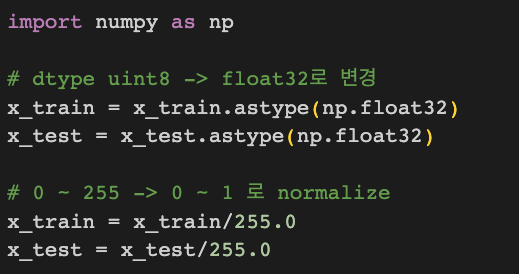 import numpy as np
# dtype uint8 -> float32로 변경
x_train = x_train.astype(np.float32)
x_test = x_test.astype(np.float32)
# 0 ~ 255 -> 0 ~ 1 로 normalize
x_train = x_train/255.0
x_test = x_test/255.0